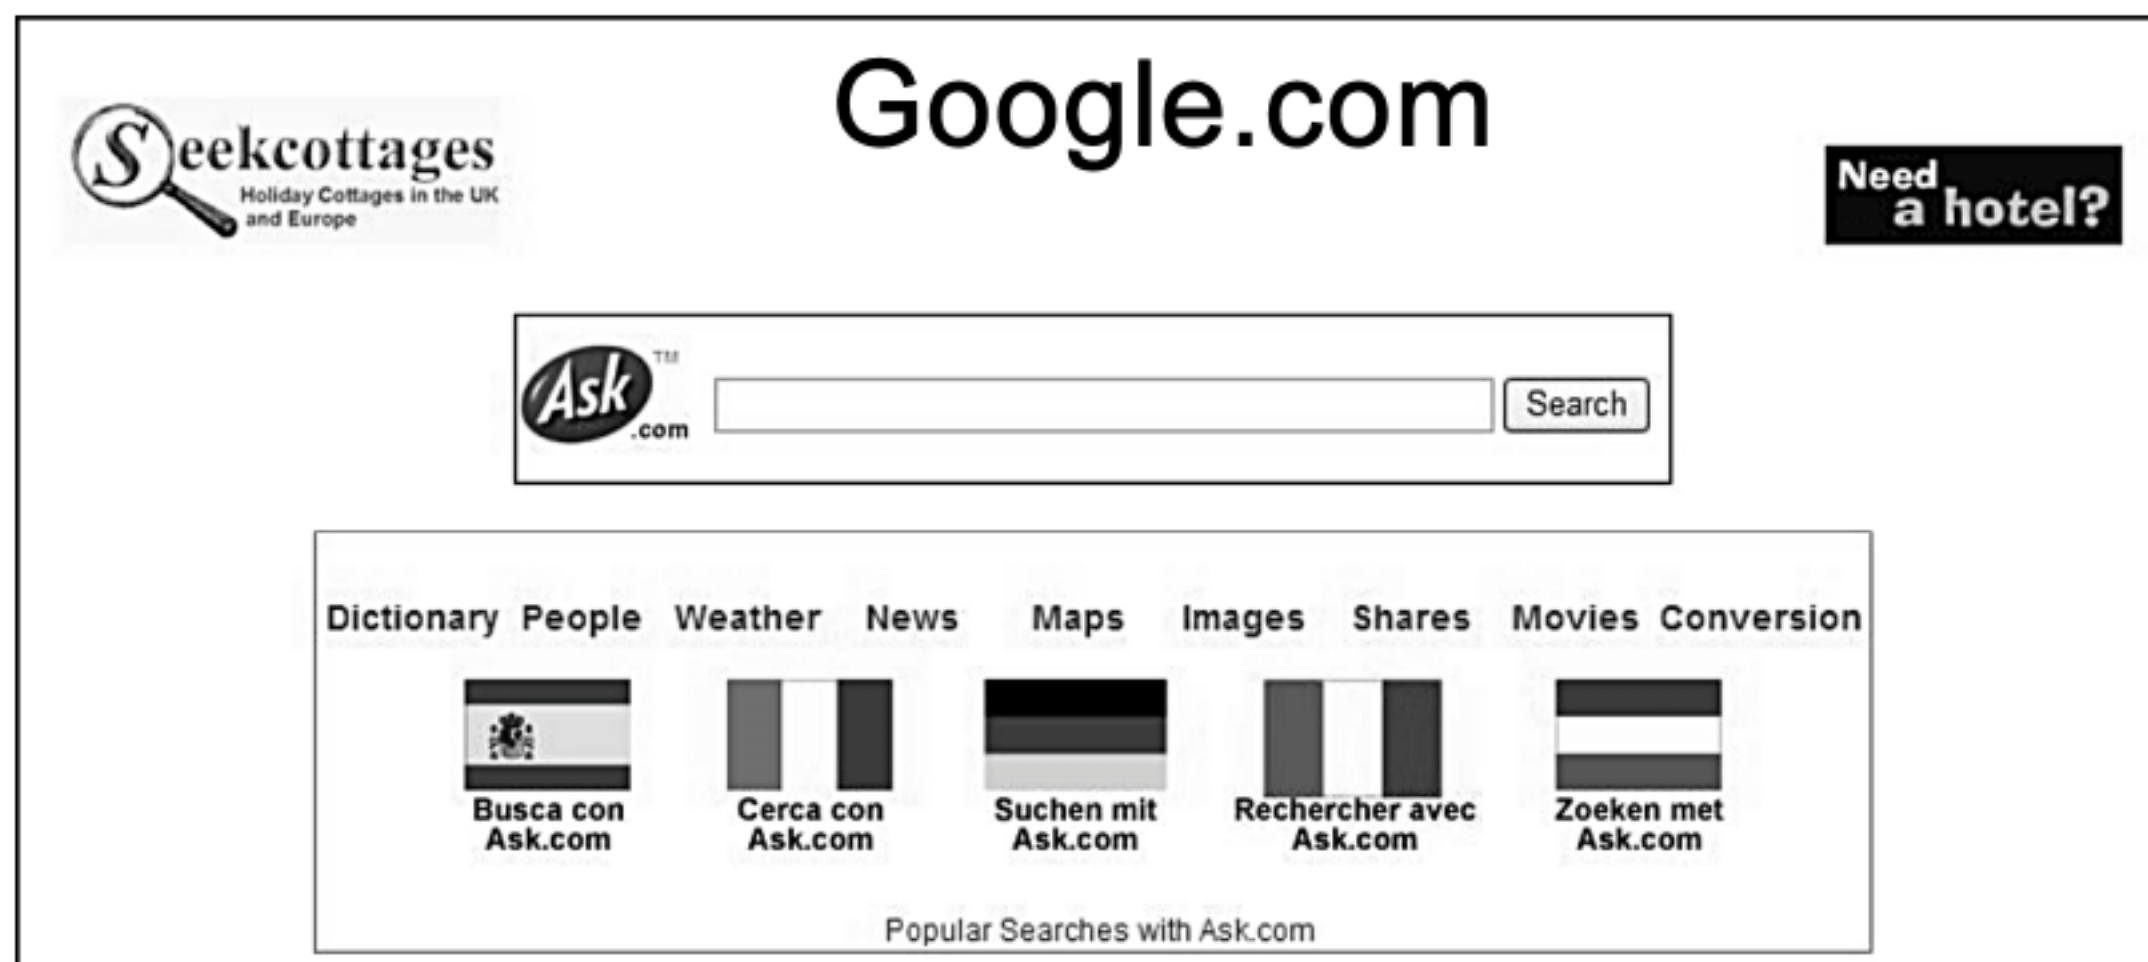 Google.com
Seekcottages
Holiday Cottages in the UK
and Europe
Need
a hotel?
Ask TM
.com
Search
Dictionary People Weather News Maps Images Shares Movies Conversion
Busca con
Ask.com
Cerca con
Ask.com
Suchen mit
Ask.com
Rechercher avec
Ask.com
Zoeken met
Ask.com
Popular Searches with Ask.com